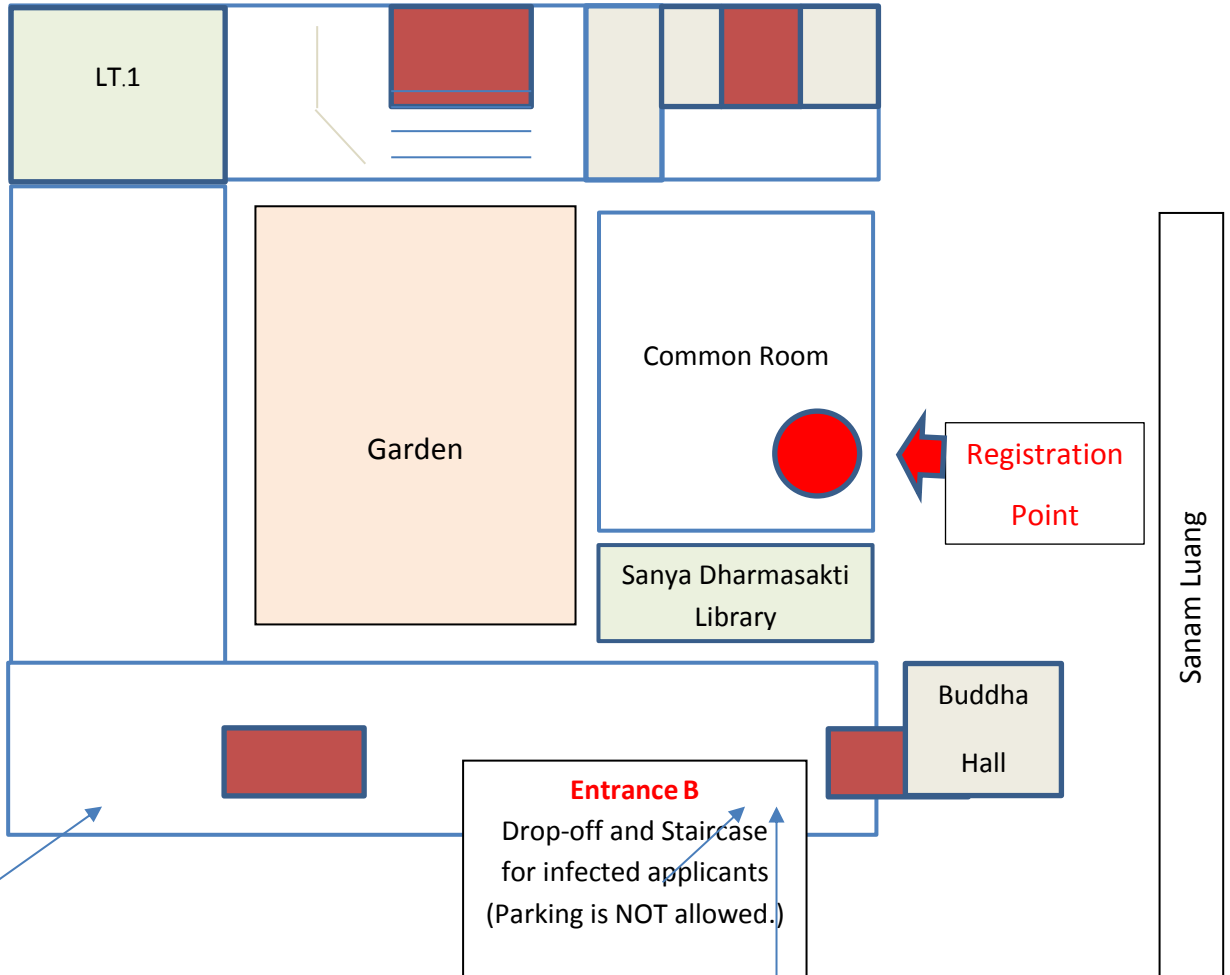 LT.1
Common Room
Garden
Registration
Point
Sanya Dharmasakti
Library
Sanam Luang
Buddha
Hall
Entrance B
Drop-off and Staircase
for infected applicants
(Parking is NOT allowed.)